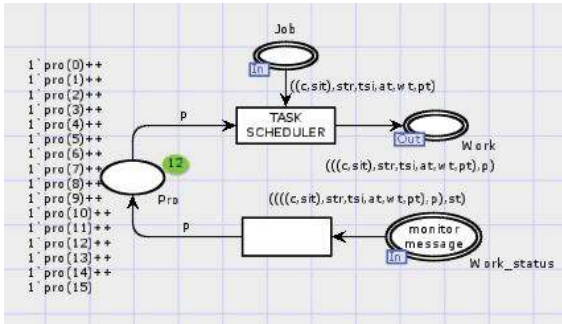 Job
In
((c,sit),str,tsi,at,wt,pt)
1`pro(0)++
1`pro(1)++
1`pro(2)++
1`pro(3)++
1`pro(4)++
1`pro(5)++
1`pro(6)++
1`pro(7)++
1`pro(8)++
1`pro(9)++
1`pro(10)++
1`pro(11)++
1`pro(12)++
1`pro(13)++
1`pro(14)++
1`pro(15)
p
TASK
SCHEDULER
Out
Work
(((c,sit),str,tsi,at,wt,pt),p)
12
Pro
((((c,sit),str,tsi,at,wt,pt),p),st)
p
monitor
message
In
Work_status